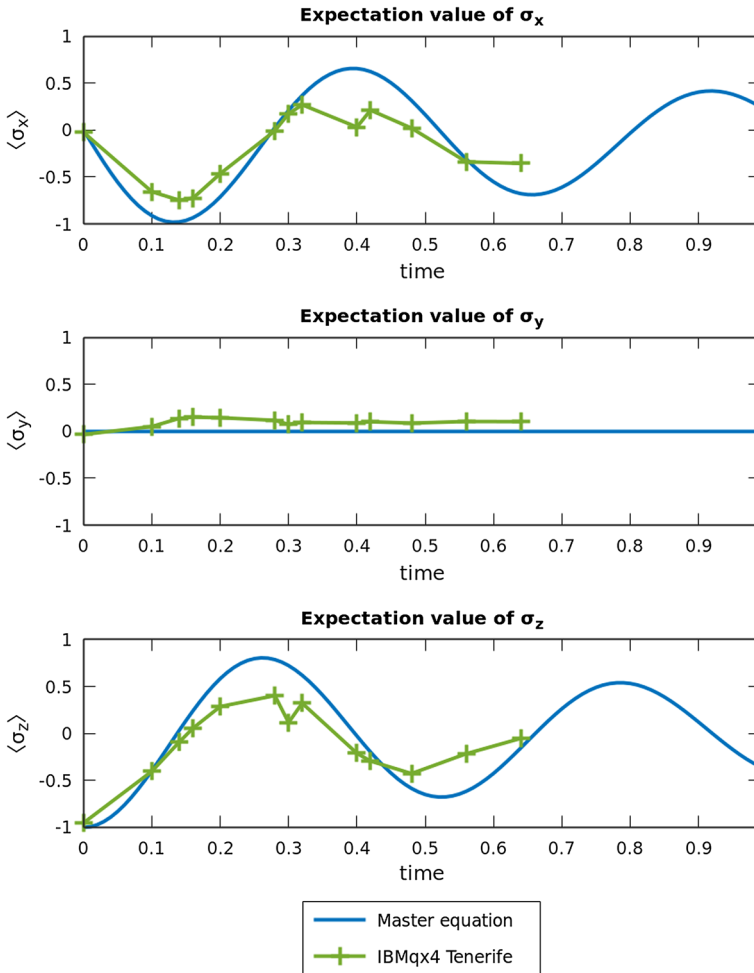 Expectation value of σx
1
0.5
0
-0.5
-1
⟨σx⟩
0 0.1 0.2 0.3 0.4 0.5 0.6 0.7 0.8 0.9
time
Expectation value of σy
1
0.5
0
-0.5
-1
⟨σy⟩
0 0.1 0.2 0.3 0.4 0.5 0.6 0.7 0.8 0.9
time
Expectation value of σz
1
0.5
0
-0.5
-1
⟨σz⟩
0 0.1 0.2 0.3 0.4 0.5 0.6 0.7 0.8 0.9
time
Master equation
IBMqx4 Tenerife